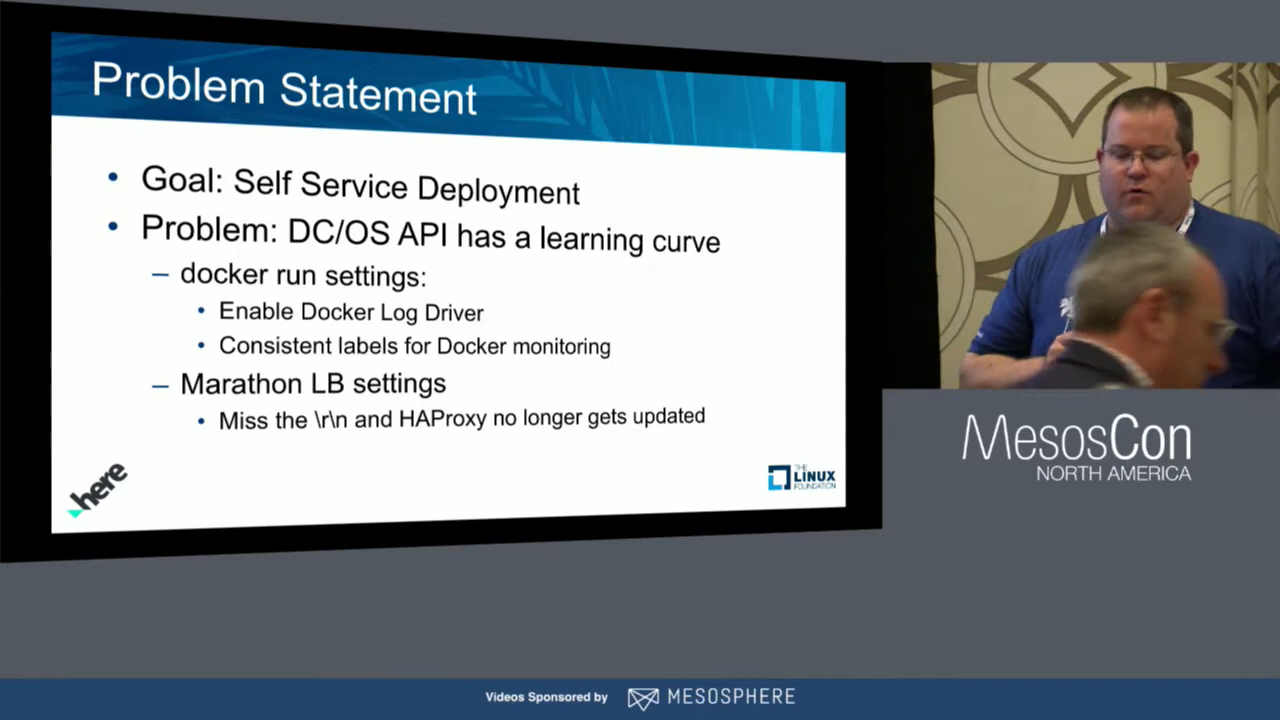 Problem Statement
• Goal: Self Service Deployment
• Problem: DC/OS API has a learning curve
– docker run settings:
• Enable Docker Log Driver
• Consistent labels for Docker monitoring
– Marathon LB settings
• Miss the \r\n and HAProxy no longer gets updated
here
THE
LINUX
FOUNDATION
MesosCon
NORTH AMERICA
Videos Sponsored by MESOSPHERE